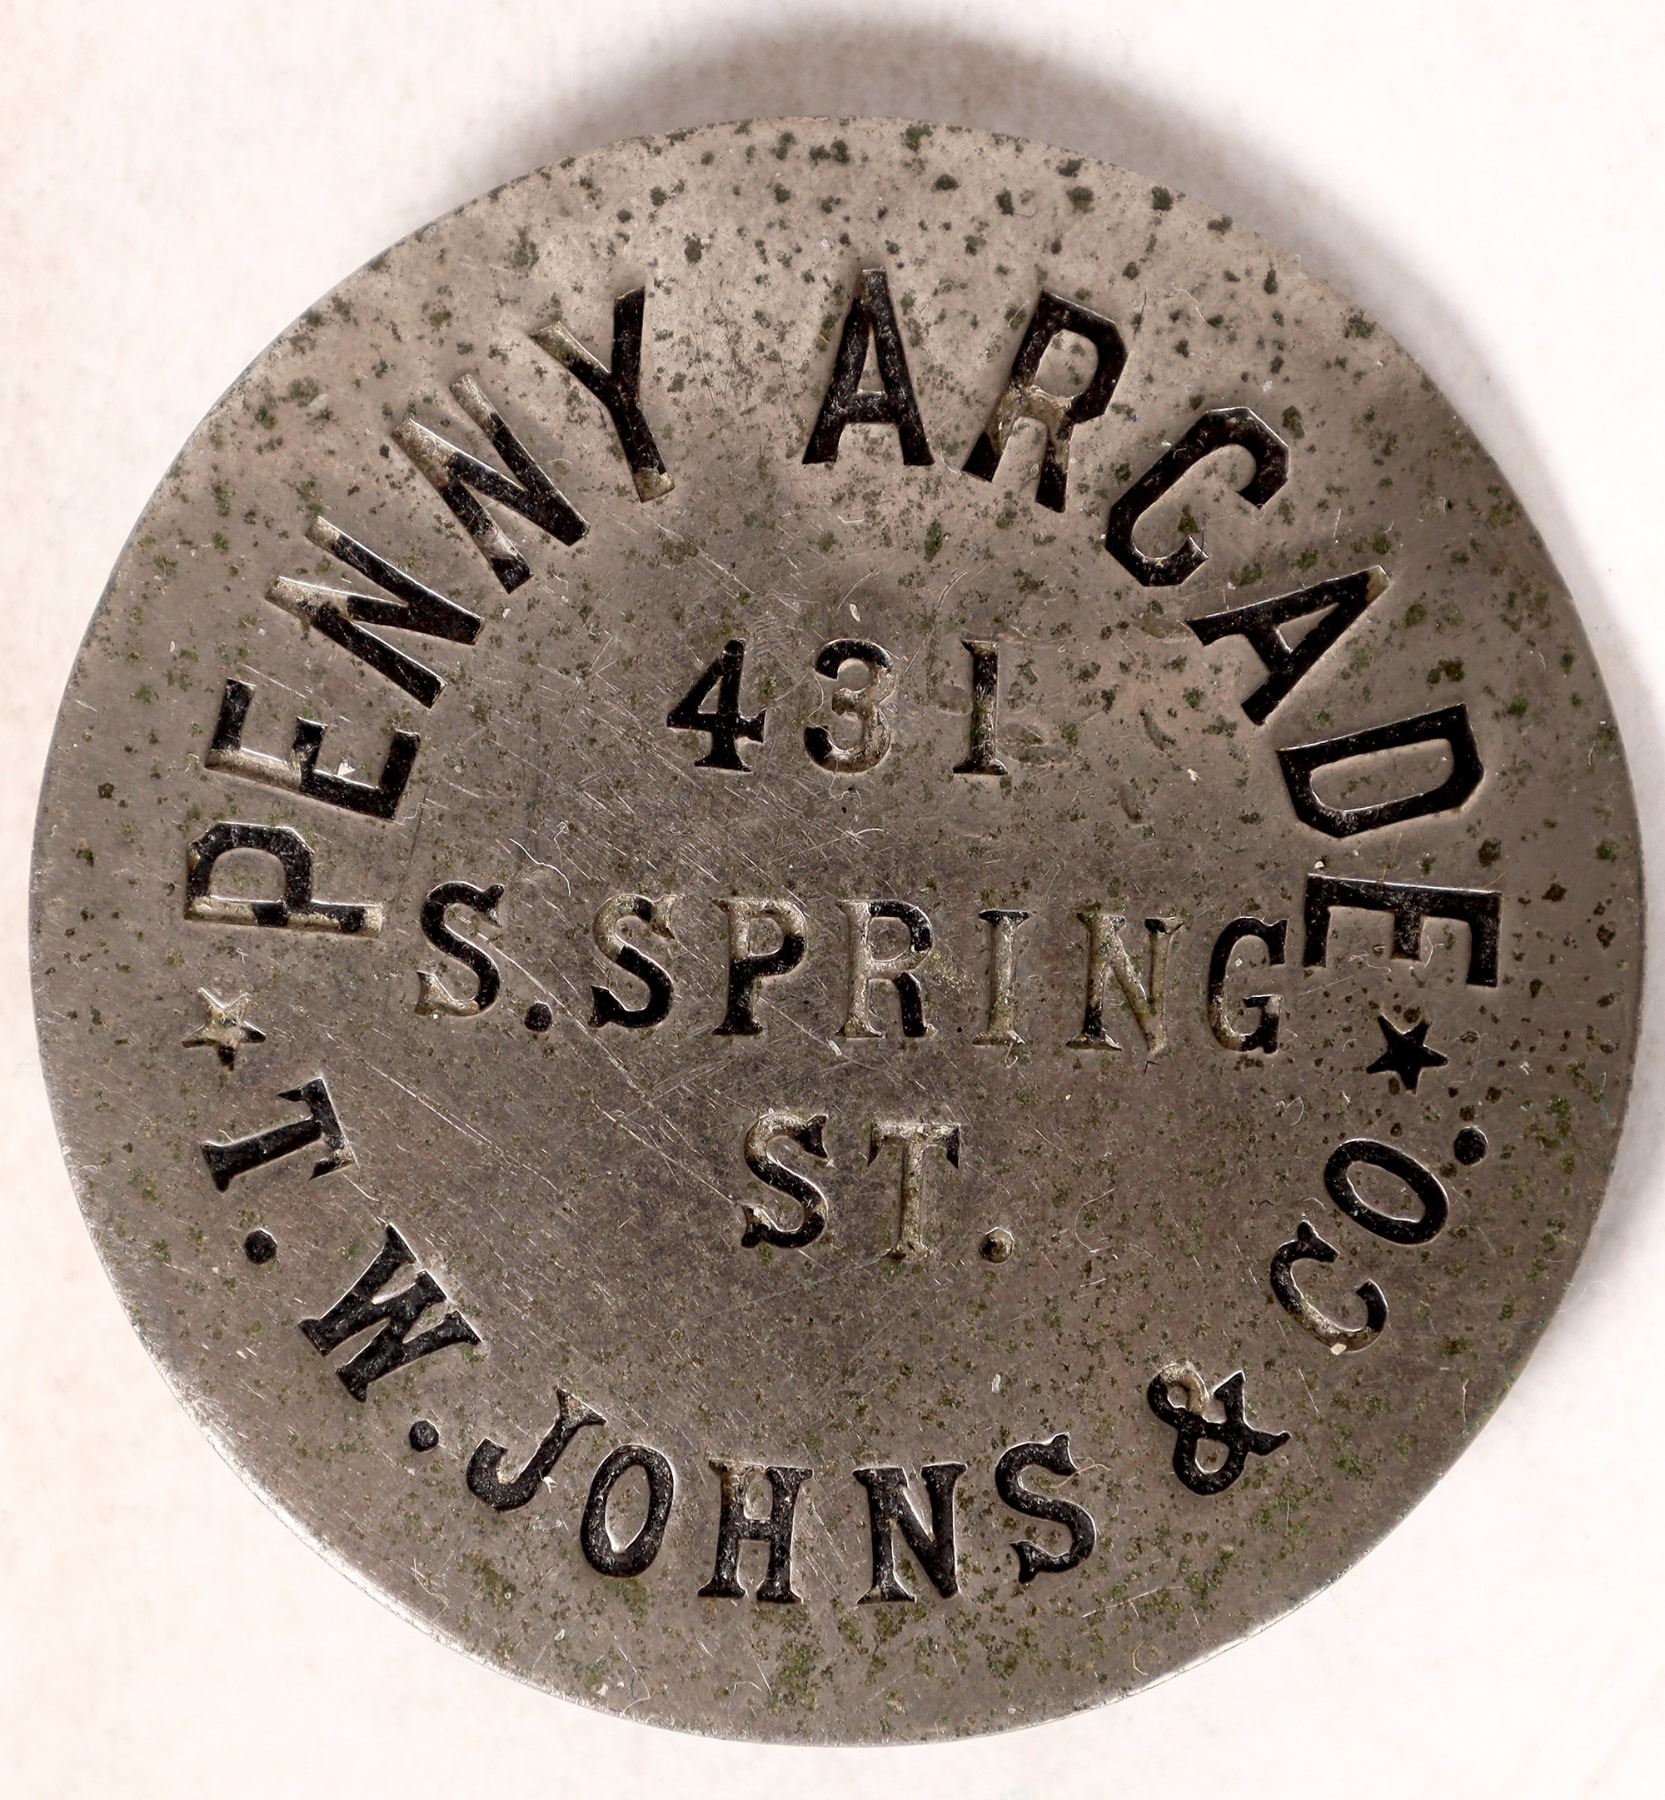 PENNY ARCADE
431
S. SPRING
ST.
★ T. W. JOHNS & CO. ★